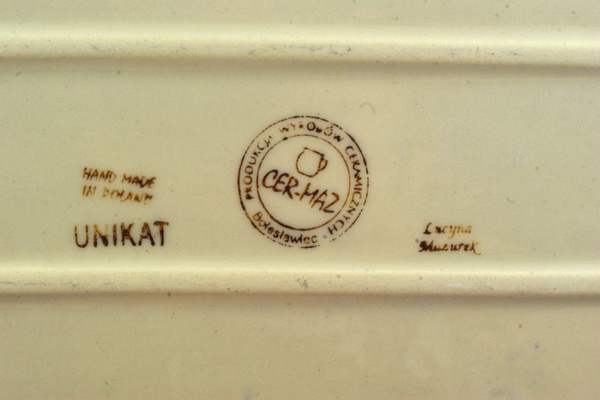 HAND MADE
IN POLAND
UNIKAT
PRODUKCJA WYROBÓW CERAMICZNYCH
CER-MAZ
Bolesławiec
Lucyna
Mazurek